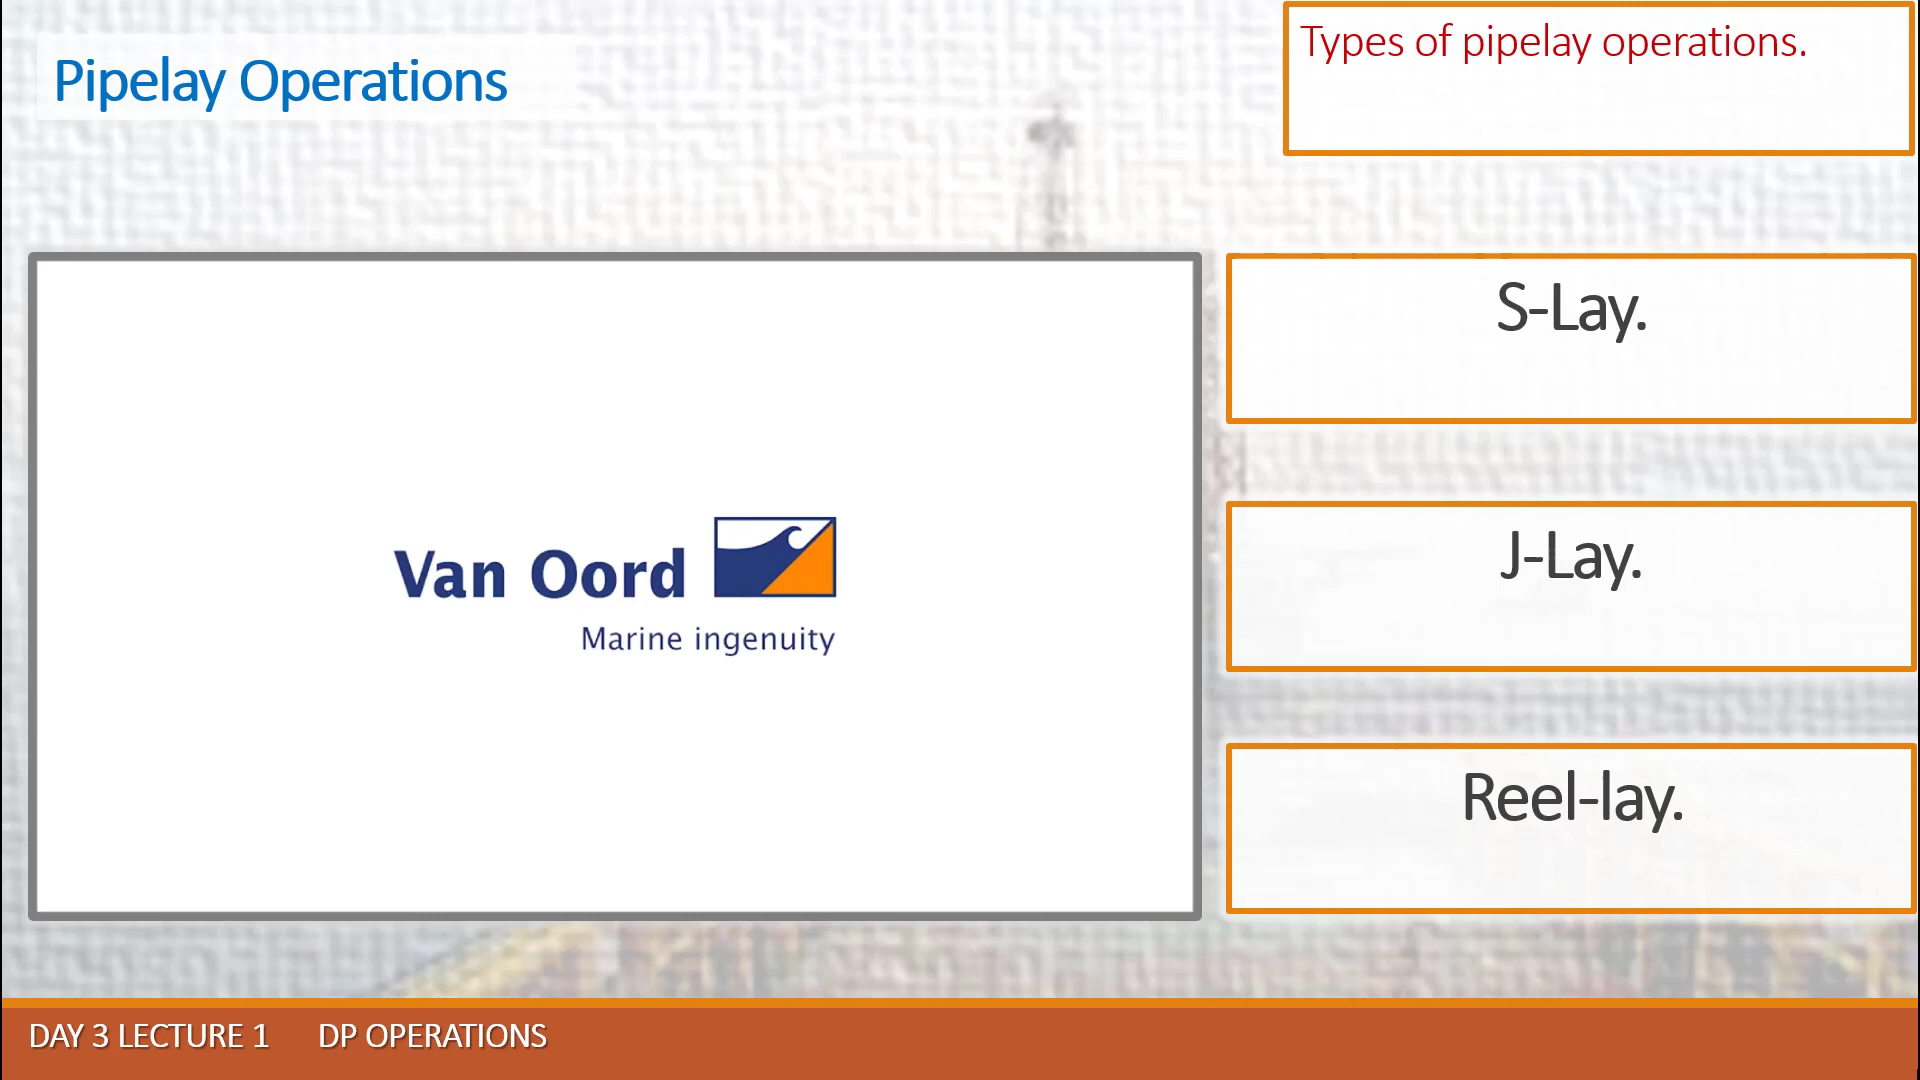 Pipelay Operations
Types of pipelay operations.
Van Oord
Marine ingenuity
S-Lay.
J-Lay.
Reel-lay.
DAY 3 LECTURE 1 DP OPERATIONS